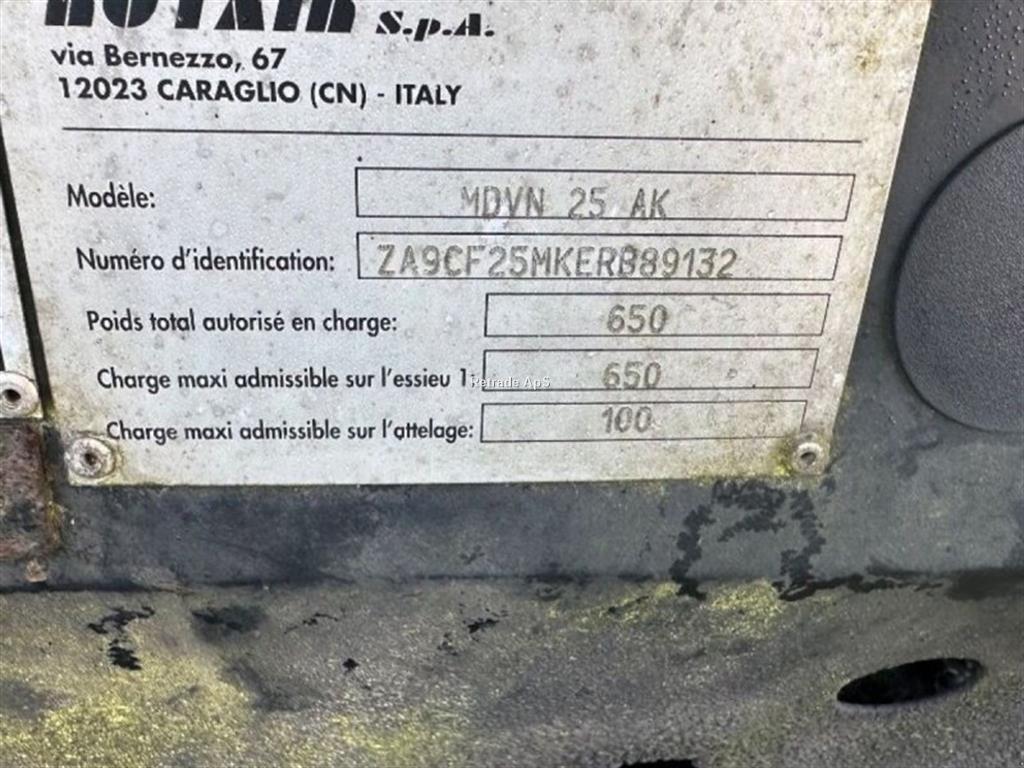 ROTAIR S.p.A.
via Bernezzo, 67
12023 CARAGLIO (CN) - ITALY
Modèle: MDVN 25 AK
Numéro d'identification: ZA9CF25MKERB89132
Poids total autorisé en charge: 650
Charge maxi admissible sur l'essieu 1: 650
Retrade ApS
Charge maxi admissible sur l'attelage: 100